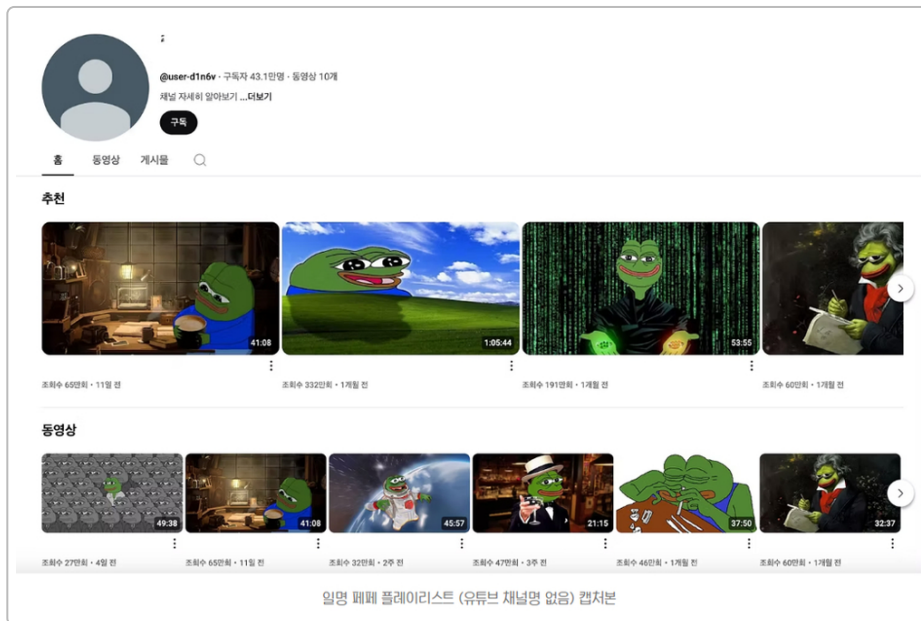 @user-d1n6v · 구독자 43.1만명 · 동영상 10개
채널 자세히 알아보기 ...더보기
구독
홈 동영상 게시물
추천
41:08 1:05:44 53:55
조회수 65만회 · 11일 전 조회수 332만회 · 1개월 전 조회수 191만회 · 1개월 전 조회수 60만회 · 1개월 전
동영상
49:38 41:08 45:57 21:15 37:50 32:37
조회수 27만회 · 4일 전 조회수 65만회 · 11일 전 조회수 32만회 · 2주 전 조회수 47만회 · 3주 전 조회수 46만회 · 1개월 전 조회수 60만회 · 1개월 전
일명 페페 플레이리스트 (유튜브 채널명 없음) 캡처본